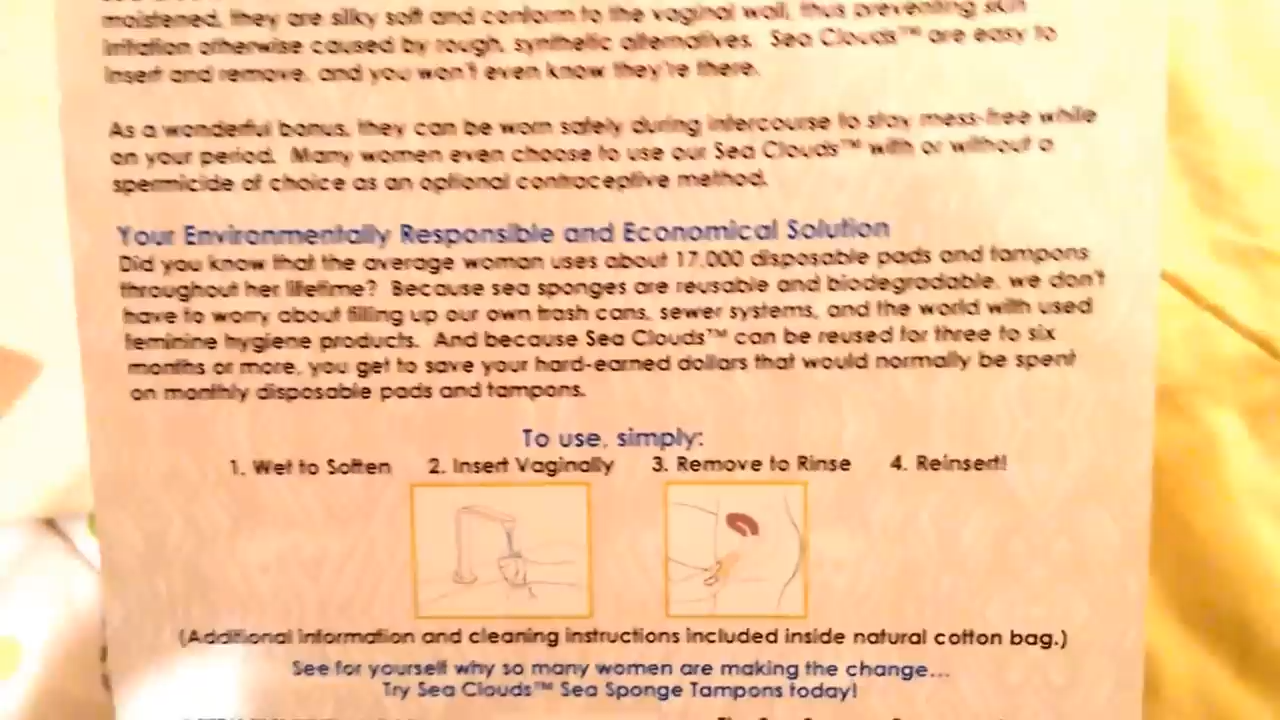 moistened, they are silky soft and conform to the vaginal wall, thus preventing skin
irritation otherwise caused by rough, synthetic alternatives. Sea Clouds™ are easy to
insert and remove, and you won't even know they're there.
As a wonderful bonus, they can be worn safely during intercourse to stay mess-free while
on your period. Many women even choose to use our Sea Clouds™ with or without a
spermicide of choice as an optional contraceptive method.
Your Environmentally Responsible and Economical Solution
Did you know that the average woman uses about 17,000 disposable pads and tampons
throughout her lifetime? Because sea sponges are reusable and biodegradable, we don't
have to worry about filling up our own trash cans, sewer systems, and the world with used
feminine hygiene products. And because Sea Clouds™ can be reused for three to six
months or more, you get to save your hard-earned dollars that would normally be spent
on monthly disposable pads and tampons.
To use, simply:
1. Wet to Soften 2. Insert Vaginally 3. Remove to Rinse 4. Reinsert!
(Additional information and cleaning instructions included inside natural cotton bag.)
See for yourself why so many women are making the change...
Try Sea Clouds™ Sea Sponge Tampons today!